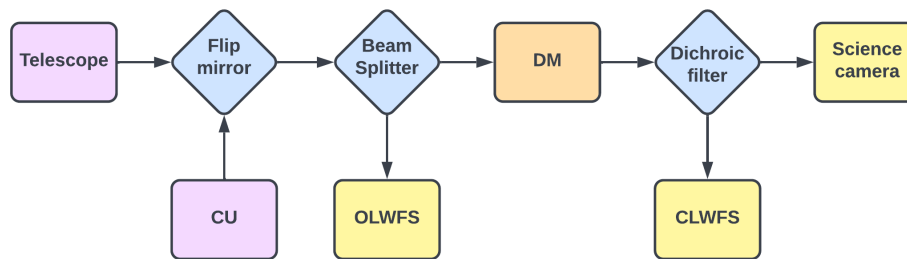 Telescope
Flip
mirror
Beam
Splitter
DM
Dichroic
filter
Science
camera
CU
OLWFS
CLWFS